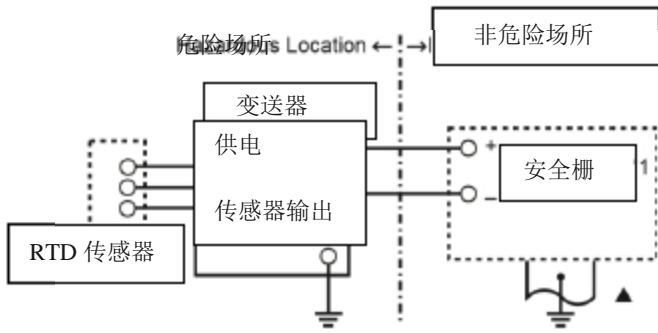 危险场所
Location ← →
非危险场所
变送器
供电
传感器输出
RTD 传感器
+
安全栅
1
−
▲